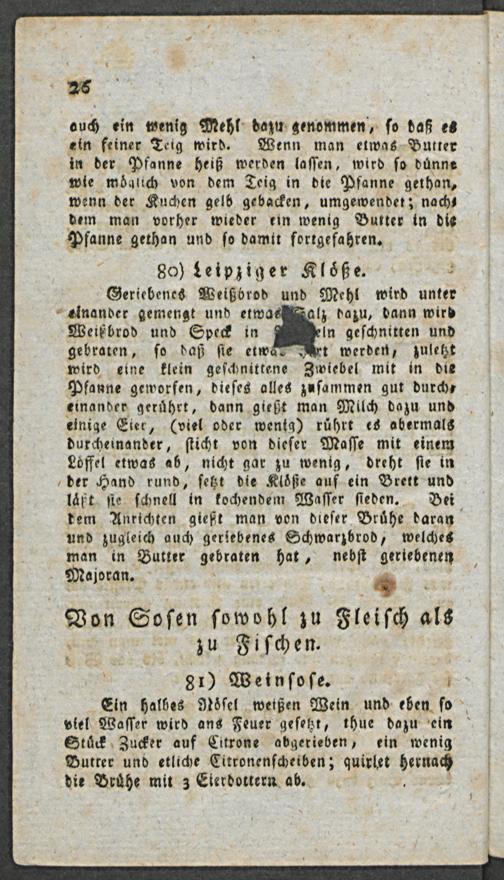 26
auch ein wenig Mehl dazu genommen, so daß es
ein feiner Teig wird. Wenn man etwas Butter
in der Pfanne heiß werden lassen, wird so dünne
wie möglich von dem Teig in die Pfanne gethan,
wenn der Kuchen gelb gebacken, umgewendet; nach⸗
dem man vorher wieder ein wenig Butter in die
Pfanne gethan und so damit fortgefahren.
80) Leipziger Klöße.
Geriebenes Weißbrod und Mehl wird unter
einander gemengt und etwas Salz dazu, dann wird
Weißbrod und Speck in eln geschnitten und
gebraten, so daß sie etwas hart werden, zuletzt
wird eine klein geschnittene Zwiebel mit in die
Pfanne geworfen, dieses alles zusammen gut durch⸗
einander gerührt, dann gießt man Milch dazu und
einige Eier, (viel oder wenig) rührt es abermals
durcheinander, sticht von dieser Masse mit einem
Löffel etwas ab, nicht gar zu wenig, dreht sie in
der Hand rund, setzt die Klöße auf ein Brett und
läßt sie schnell in kochendem Wasser sieden. Bei
dem Anrichten gießt man von dieser Brühe daran
und zugleich auch geriebenes Schwarzbrod, welches
man in Butter gebraten hat, nebst geriebenen
Majoran.
Von Sosen sowohl zu Fleisch als
zu Fischen.
81) Weinsose.
Ein halbes Nösel weißen Wein und eben so
viel Wasser wird ans Feuer gesetzt, thue dazu ein
Stück Zucker auf Citrone abgerieben, ein wenig
Butter und etliche Citronenscheiben; quirlet hernach
die Brühe mit 3 Eierdottern ab.